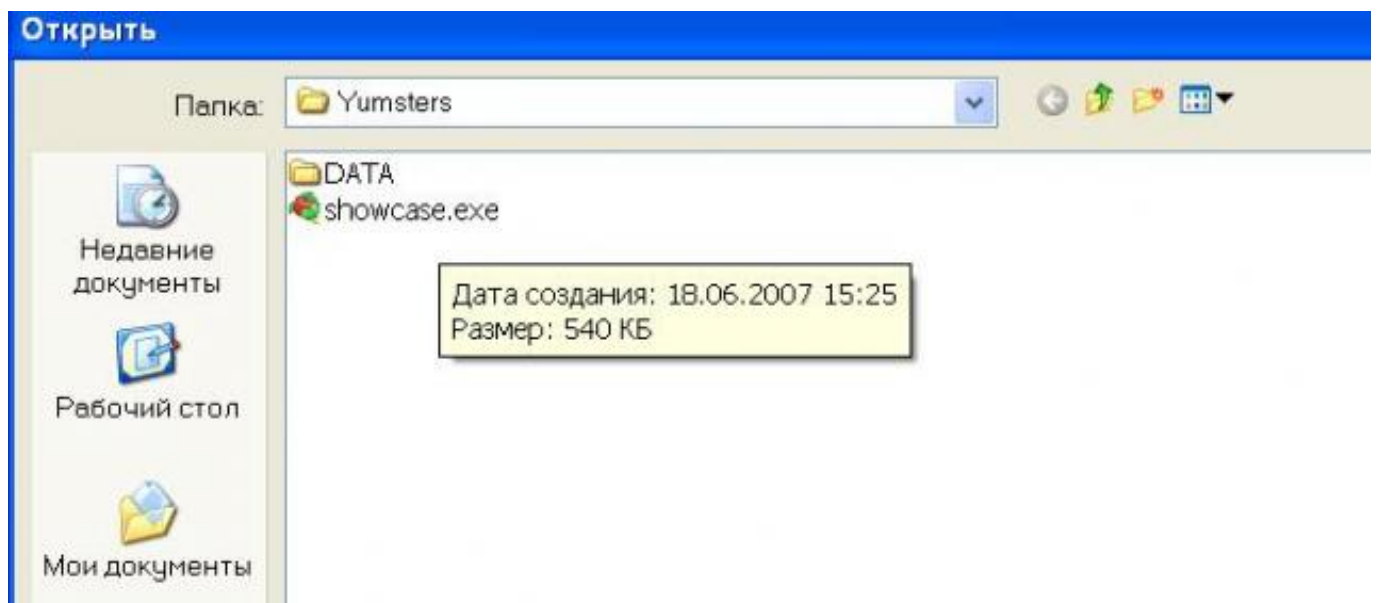 Открыть
Папка: Yumsters
DATA
showcase.exe
Дата создания: 18.06.2007 15:25
Размер: 540 КБ
Недавние
документы
Рабочий стол
Мои документы